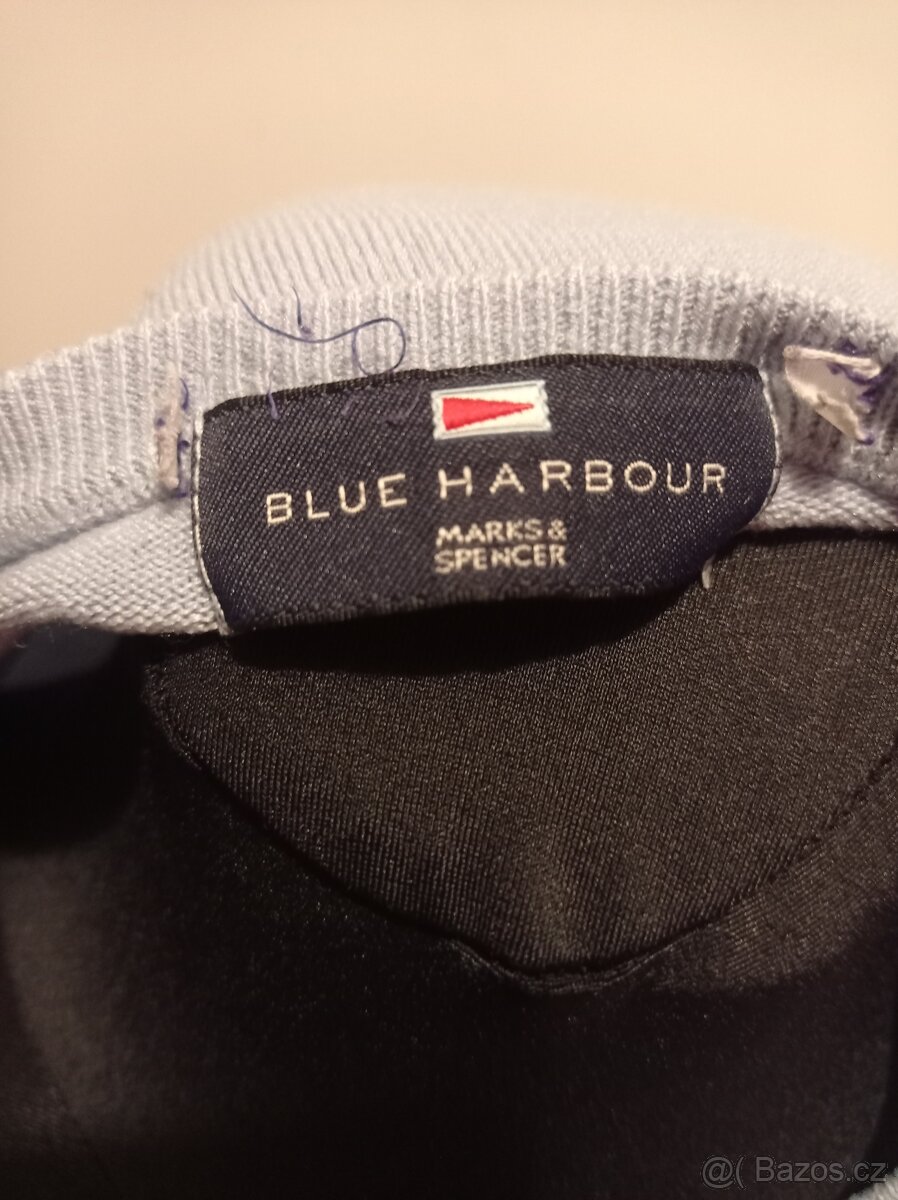 BLUE HARBOUR
MARKS &
SPENCER
@( Bazos.cz